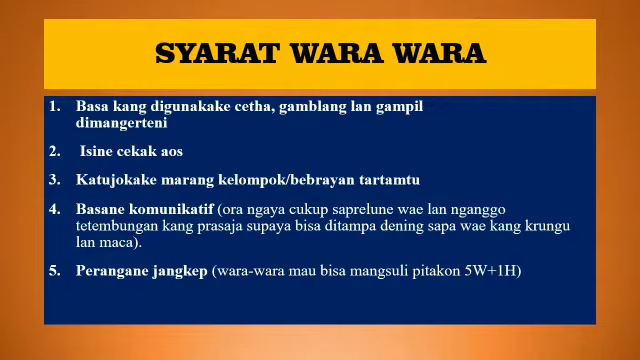 SYARAT WARA WARA
1. Basa kang digunakake cetha, gamblang lan gampil
dimangerteni
2. Isine cekak aos
3. Katujokake marang kelompok/bebrayan tartamtu
4. Basane komunikatif (ora ngaya cukup saprelune wae lan nganggo
tetembungan kang prasaja supaya bisa ditampa dening sapa wae kang krungu
lan maca).
5. Perangane jangkep (wara-wara mau bisa mangsuli pitakon 5W+1H)